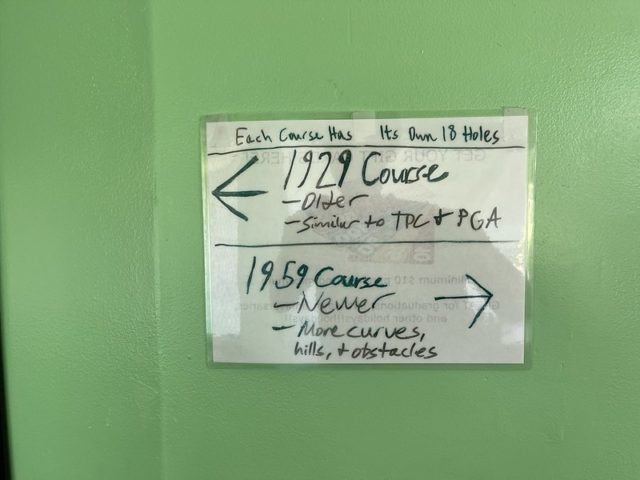 Each Course Has Its Own 18 Holes
1929 Course
- Older
- Similar to TPC & PGA
1959 Course
- Newer
- More curves,
hills, + obstacles